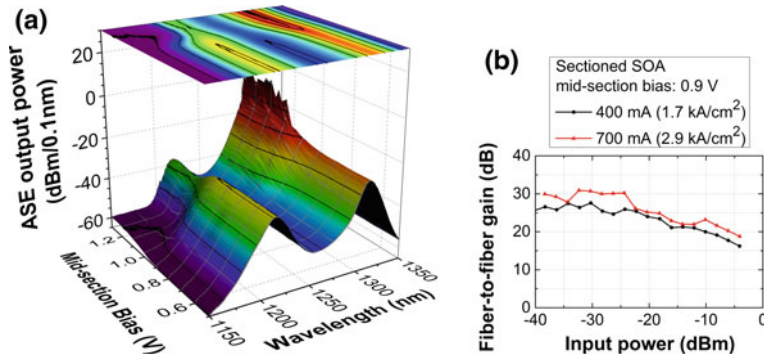 (a)
ASE output power
(dBm/0.1nm)
30
20
0
-20
-40
-60
1.2
1.0
0.8
0.6
Mid-section Bias (V)
1150
1200
1250
1300
1350
Wavelength (nm)
(b)
Sectioned SOA
mid-section bias: 0.9 V
400 mA (1.7 kA/cm²)
700 mA (2.9 kA/cm²)
Fiber-to-fiber gain (dB)
40
30
20
10
0
-40
-30
-20
-10
0
Input power (dBm)